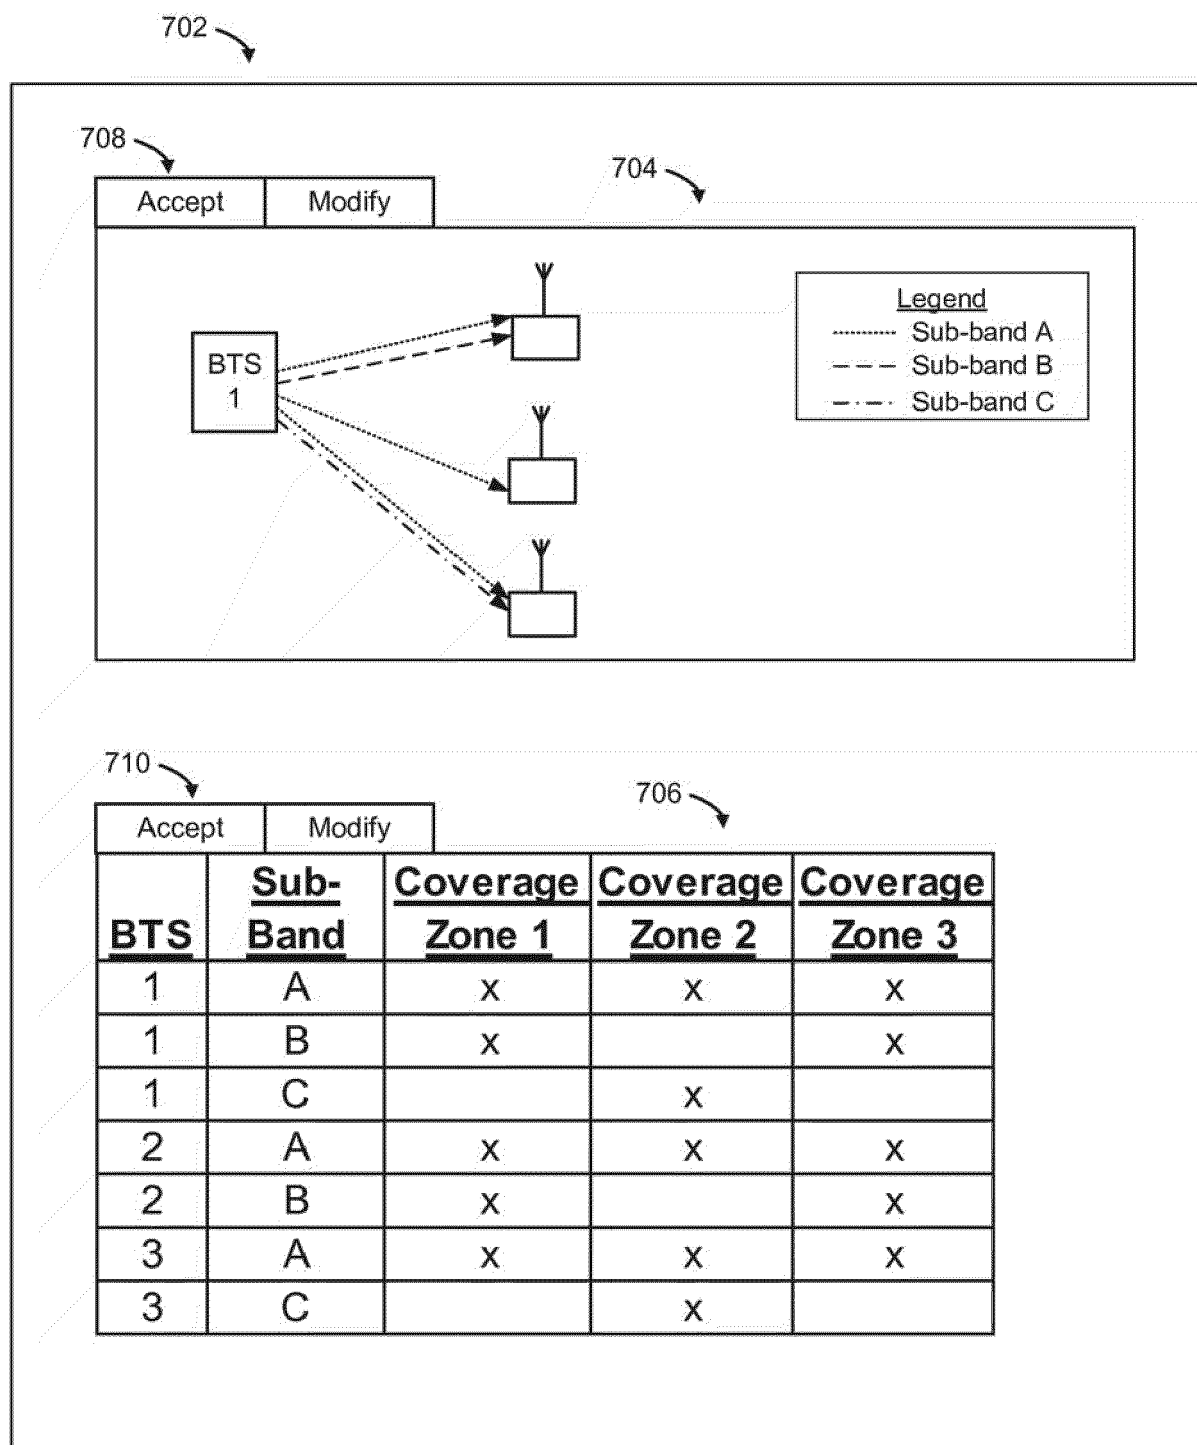 702
708
704
Accept Modify
Legend
Sub-band A
Sub-band B
Sub-band C
BTS
1
710
706
Accept Modify
BTS Sub-Band Coverage Zone 1 Coverage Zone 2 Coverage Zone 3
1 A x x x
1 B x x
1 C x
2 A x x x
2 B x x
3 A x x x
3 C x